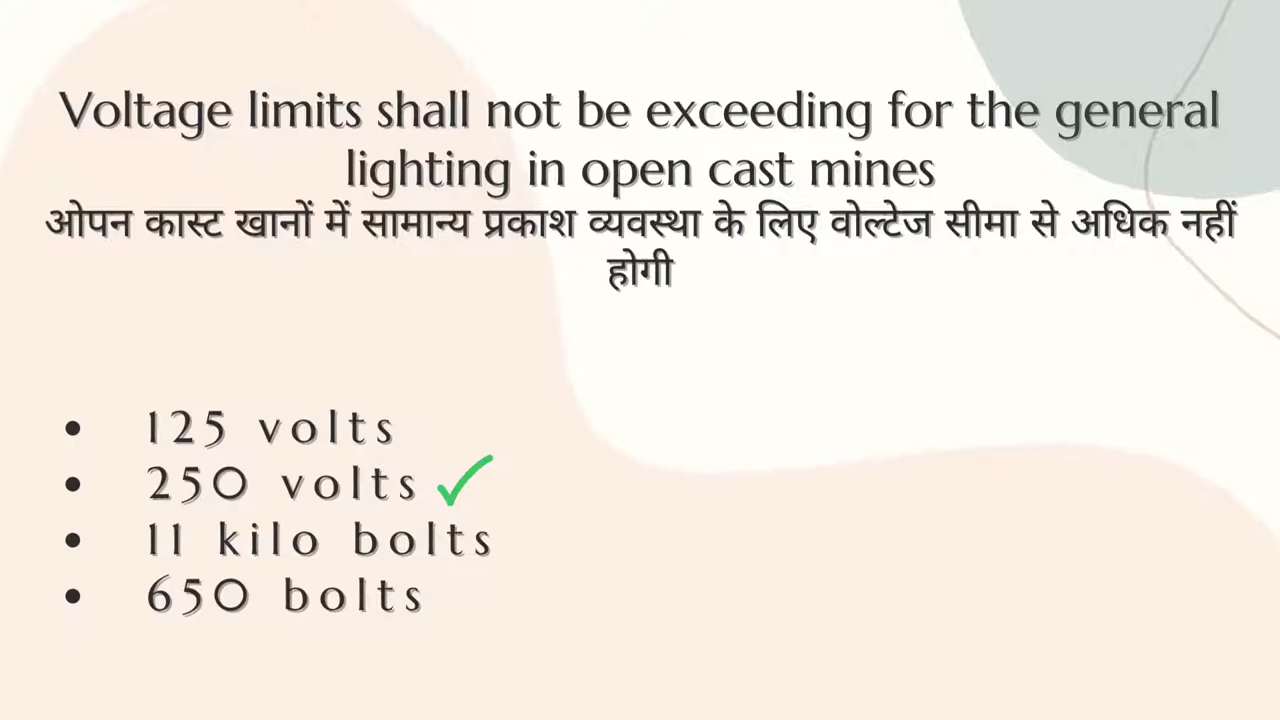 Voltage limits shall not be exceeding for the general
lighting in open cast mines
ओपन कास्ट खानों में सामान्य प्रकाश व्यवस्था के लिए वोल्टेज सीमा से अधिक नहीं
होगी
• 125 volts
• 250 volts ✓
• 11 kilo bolts
• 650 bolts